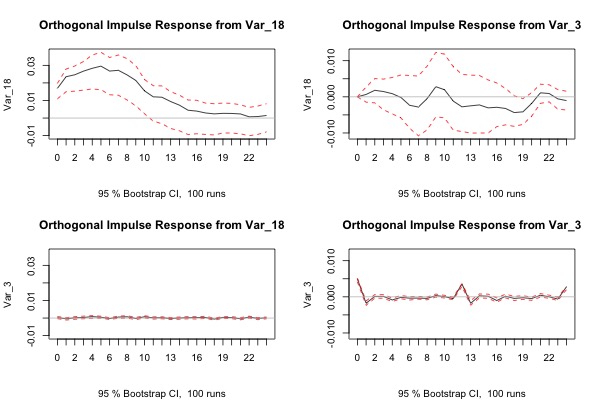 Orthogonal Impulse Response from Var_18
Var_18
0.03
0.01
-0.01
0 2 4 6 8 10 13 16 19 22
95 % Bootstrap CI, 100 runs
Orthogonal Impulse Response from Var_3
Var_18
0.010
0.000
-0.010
0 2 4 6 8 10 13 16 19 22
95 % Bootstrap CI, 100 runs
Orthogonal Impulse Response from Var_18
Var_3
0.03
0.01
-0.01
0 2 4 6 8 10 13 16 19 22
95 % Bootstrap CI, 100 runs
Orthogonal Impulse Response from Var_3
Var_3
0.010
0.000
-0.010
0 2 4 6 8 10 13 16 19 22
95 % Bootstrap CI, 100 runs